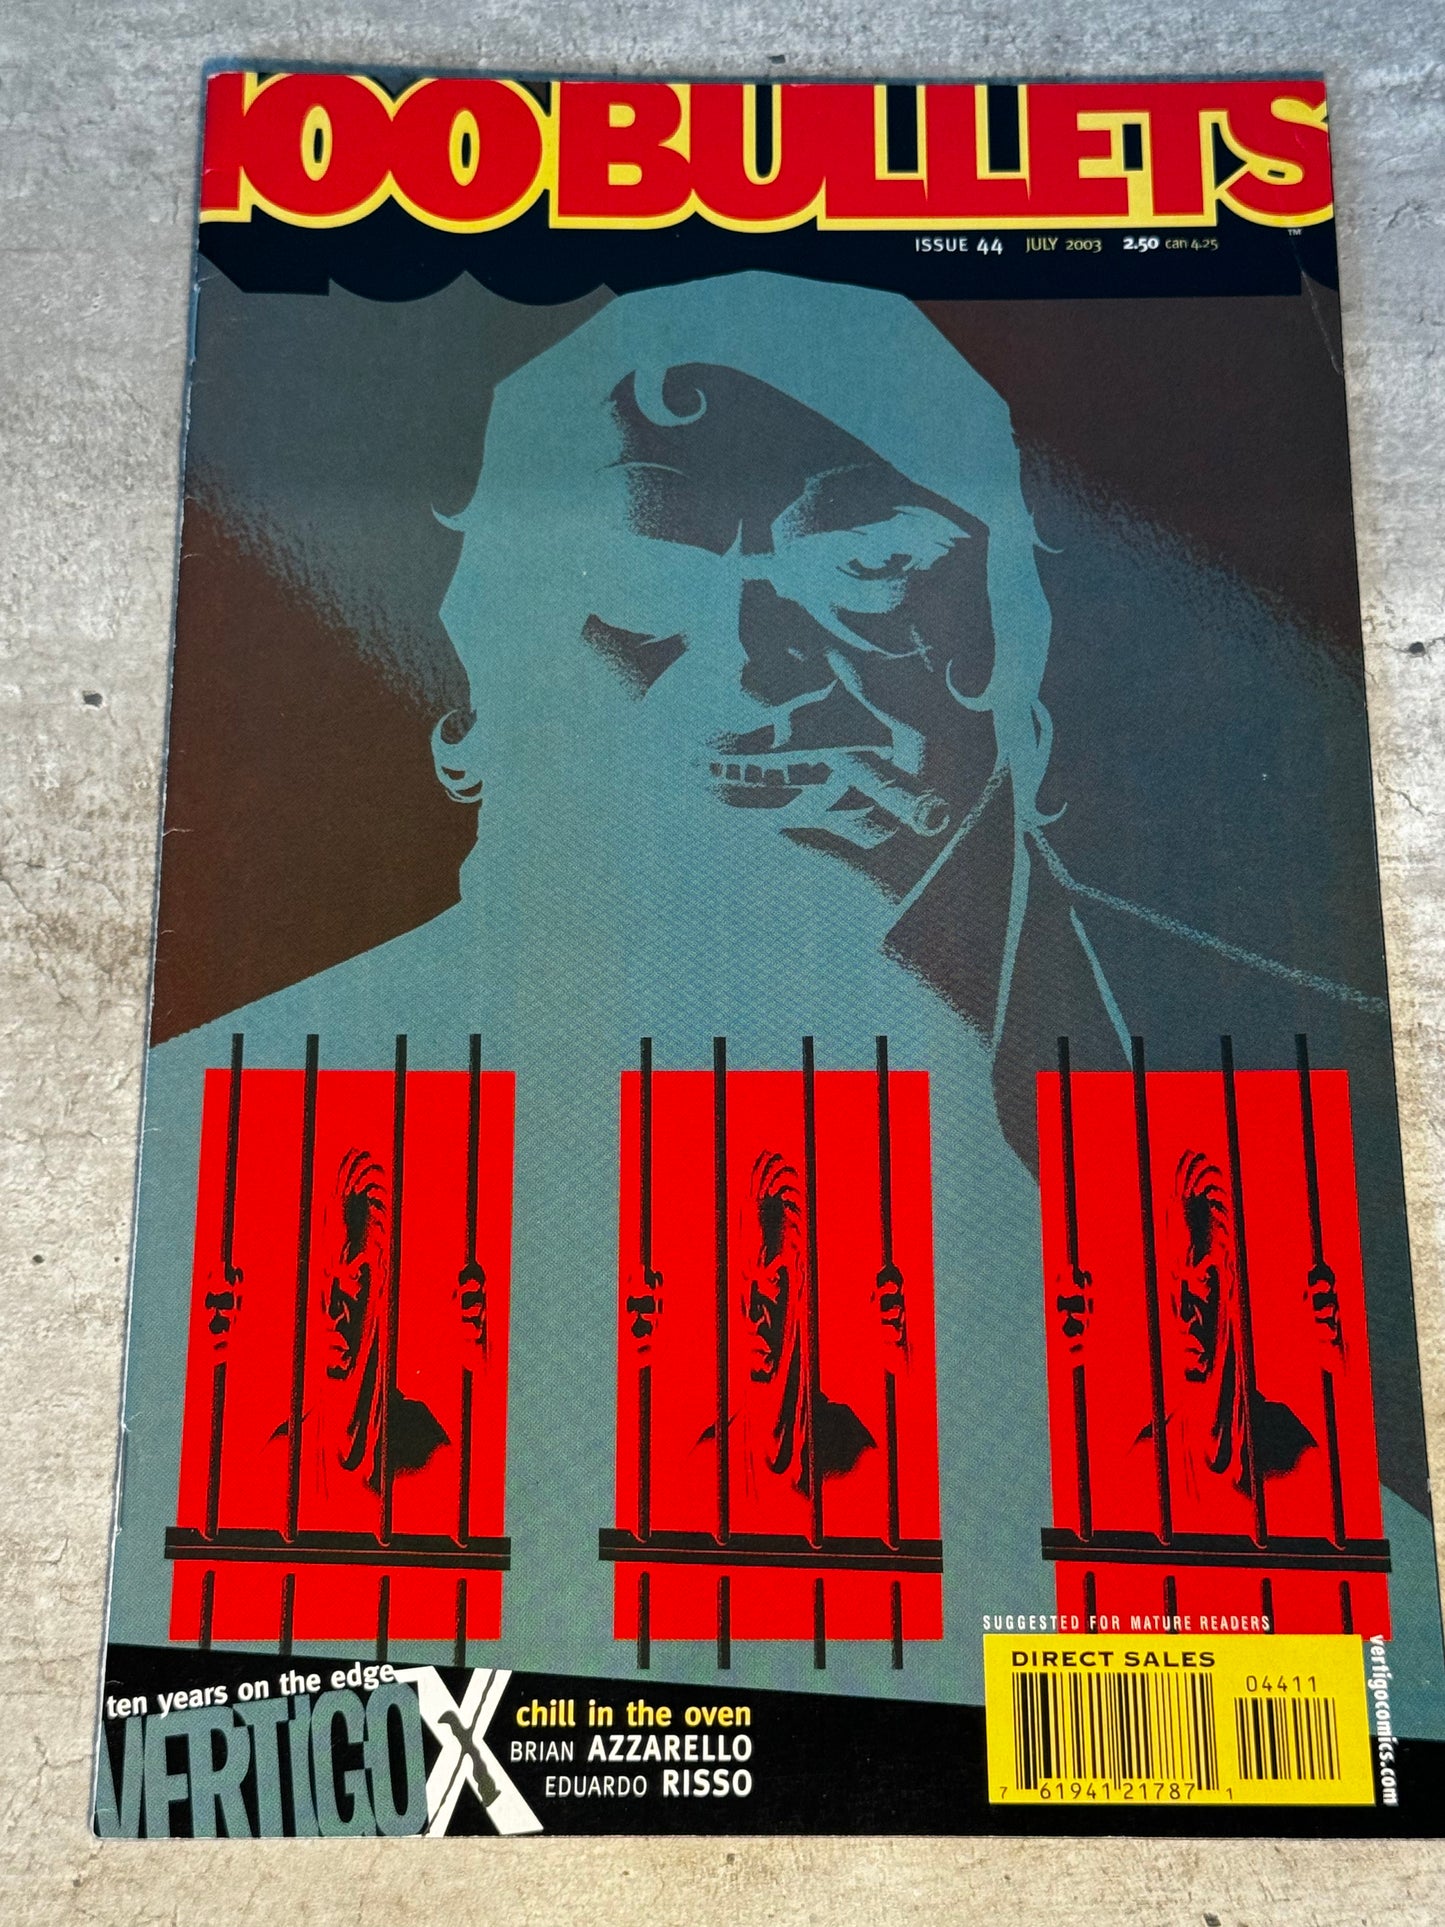 100 BULLETS
TM
ISSUE 44 JULY 2003 2.50 can 4.25
SUGGESTED FOR MATURE READERS
DIRECT SALES
04411
7 61941 21787 1
vertigocomics.com
ten years on the edge
VERTIGO X
chill in the oven
BRIAN AZZARELLO
EDUARDO RISSO